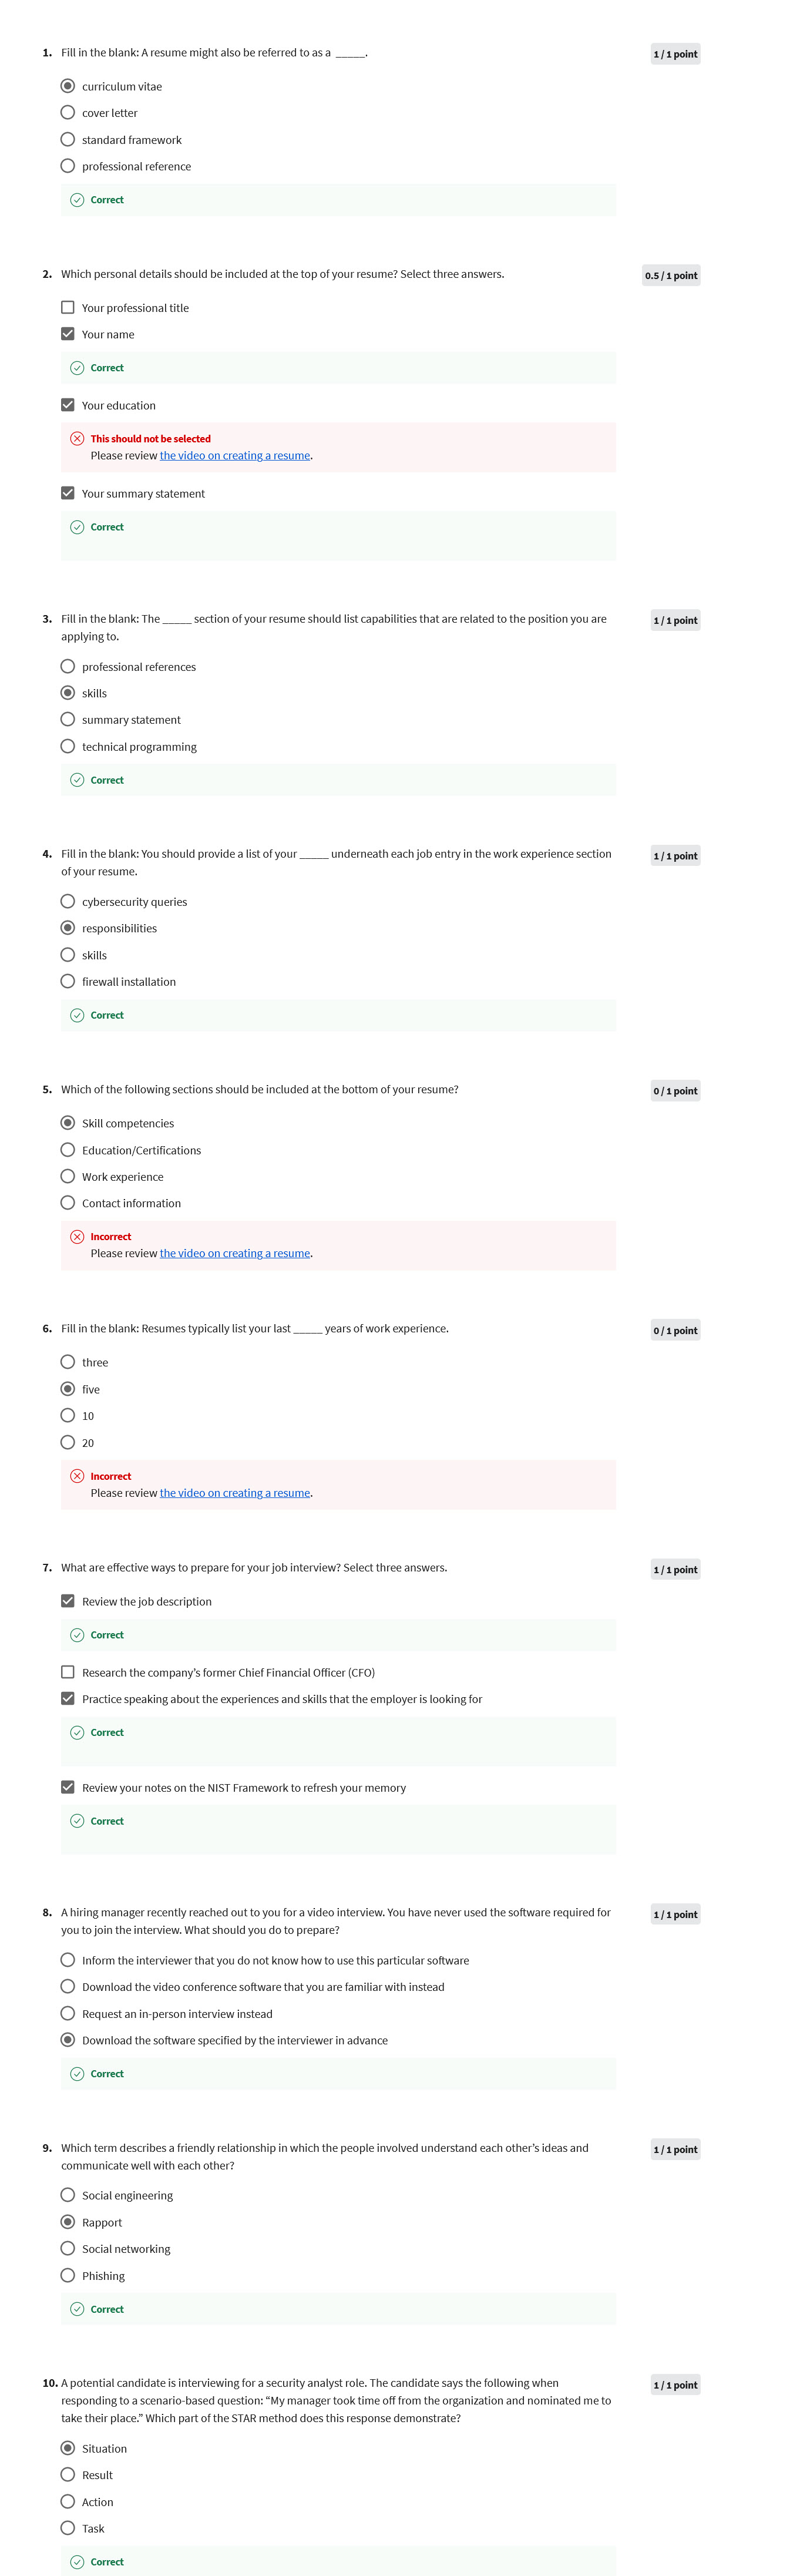 1. Fill in the blank: A resume might also be referred to as a _____.
1 / 1 point
curriculum vitae
cover letter
standard framework
professional reference
Correct
2. Which personal details should be included at the top of your resume? Select three answers.
0.5 / 1 point
Your professional title
Your name
Correct
Your education
This should not be selected
Please review the video on creating a resume.
Your summary statement
Correct
3. Fill in the blank: The _____ section of your resume should list capabilities that are related to the position you are
applying to.
1 / 1 point
professional references
skills
summary statement
technical programming
Correct
4. Fill in the blank: You should provide a list of your _____ underneath each job entry in the work experience section
of your resume.
1 / 1 point
cybersecurity queries
responsibilities
skills
firewall installation
Correct
5. Which of the following sections should be included at the bottom of your resume?
0 / 1 point
Skill competencies
Education/Certifications
Work experience
Contact information
Incorrect
Please review the video on creating a resume.
6. Fill in the blank: Resumes typically list your last _____ years of work experience.
0 / 1 point
three
five
10
20
Incorrect
Please review the video on creating a resume.
7. What are effective ways to prepare for your job interview? Select three answers.
1 / 1 point
Review the job description
Correct
Research the company’s former Chief Financial Officer (CFO)
Practice speaking about the experiences and skills that the employer is looking for
Correct
Review your notes on the NIST Framework to refresh your memory
Correct
8. A hiring manager recently reached out to you for a video interview. You have never used the software required for
you to join the interview. What should you do to prepare?
1 / 1 point
Inform the interviewer that you do not know how to use this particular software
Download the video conference software that you are familiar with instead
Request an in-person interview instead
Download the software specified by the interviewer in advance
Correct
9. Which term describes a friendly relationship in which the people involved understand each other’s ideas and
communicate well with each other?
1 / 1 point
Social engineering
Rapport
Social networking
Phishing
Correct
10. A potential candidate is interviewing for a security analyst role. The candidate says the following when
responding to a scenario-based question: “My manager took time off from the organization and nominated me to
take their place.” Which part of the STAR method does this response demonstrate?
1 / 1 point
Situation
Result
Action
Task
Correct